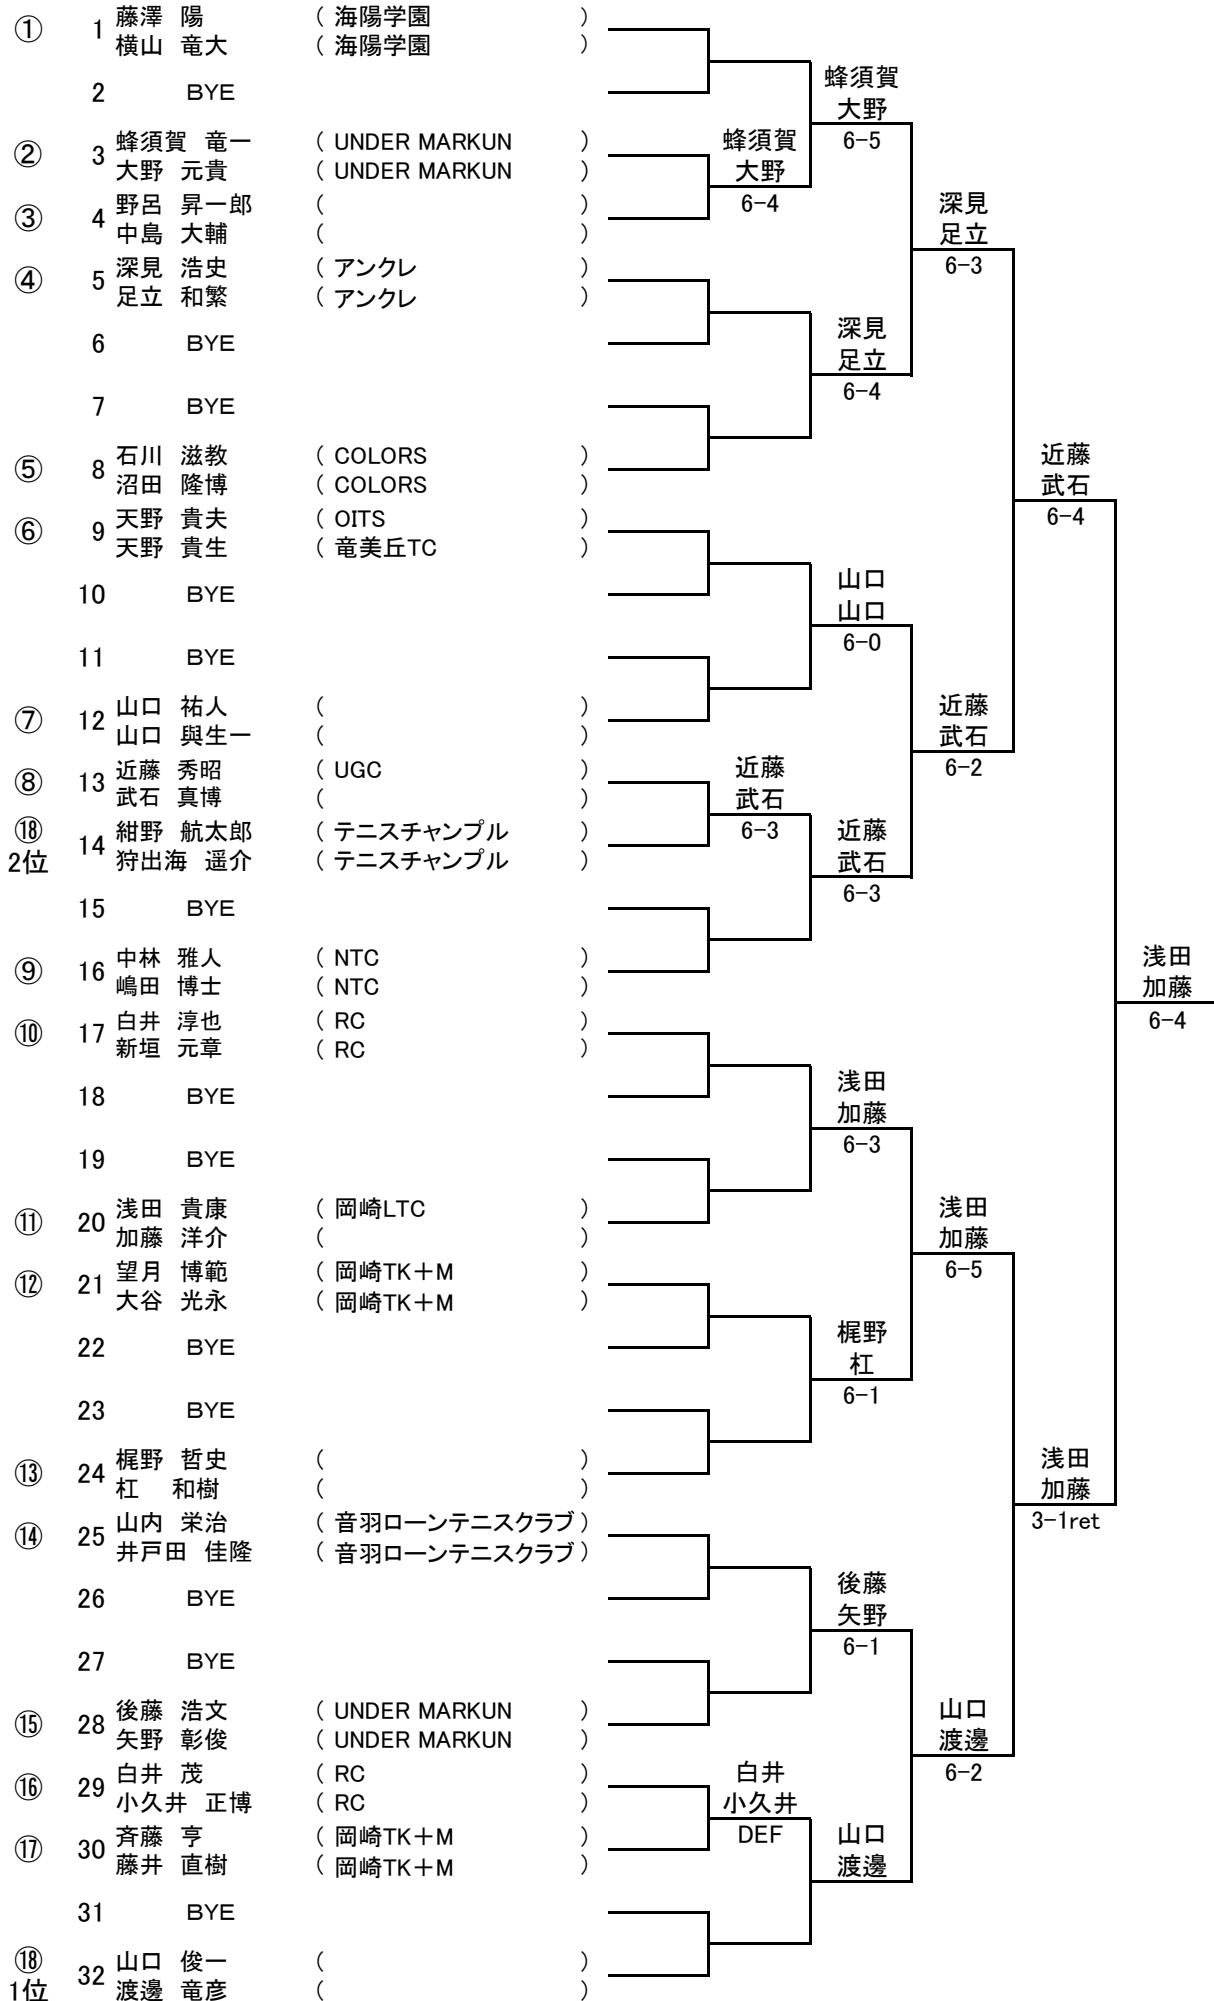 ① 1 藤澤 陽 ( 海陽学園 )
横山 竜大 ( 海陽学園 )
2 BYE
② 3 蜂須賀 竜一 ( UNDER MARKUN )
大野 元貴 ( UNDER MARKUN )
③ 4 野呂 昇一郎 ( )
中島 大輔 ( )
④ 5 深見 浩史 ( アンクレ )
足立 和繁 ( アンクレ )
6 BYE
7 BYE
⑤ 8 石川 滋教 ( COLORS )
沼田 隆博 ( COLORS )
⑥ 9 天野 貴夫 ( OITS )
天野 貴生 ( 竜美丘TC )
10 BYE
11 BYE
⑦ 12 山口 祐人 ( )
山口 與生一 ( )
⑧ 13 近藤 秀昭 ( UGC )
武石 真博 ( )
⑱ 2位 14 紺野 航太郎 ( テニスチャンプル )
狩出海 遥介 ( テニスチャンプル )
15 BYE
⑨ 16 中林 雅人 ( NTC )
嶋田 博士 ( NTC )
⑩ 17 白井 淳也 ( RC )
新垣 元章 ( RC )
18 BYE
19 BYE
⑪ 20 浅田 貴康 ( 岡崎LTC )
加藤 洋介 ( )
⑫ 21 望月 博範 ( 岡崎TK+M )
大谷 光永 ( 岡崎TK+M )
22 BYE
23 BYE
⑬ 24 梶野 哲史 ( )
杠 和樹 ( )
⑭ 25 山内 栄治 ( 音羽ローンテニスクラブ )
井戸田 佳隆 ( 音羽ローンテニスクラブ )
26 BYE
27 BYE
⑮ 28 後藤 浩文 ( UNDER MARKUN )
矢野 彰俊 ( UNDER MARKUN )
⑯ 29 白井 茂 ( RC )
小久井 正博 ( RC )
⑰ 30 斉藤 亨 ( 岡崎TK+M )
藤井 直樹 ( 岡崎TK+M )
31 BYE
⑱ 1位 32 山口 俊一 ( )
渡邊 竜彦 ( )
蜂須賀
大野
6-4
近藤
武石
6-3
白井
小久井
DEF
蜂須賀
大野
6-5
深見
足立
6-4
山口
山口
6-0
近藤
武石
6-3
浅田
加藤
6-3
梶野
杠
6-1
後藤
矢野
6-1
山口
渡邊
深見
足立
6-3
近藤
武石
6-2
浅田
加藤
6-5
山口
渡邊
6-2
近藤
武石
6-4
浅田
加藤
3-1ret
浅田
加藤
6-4